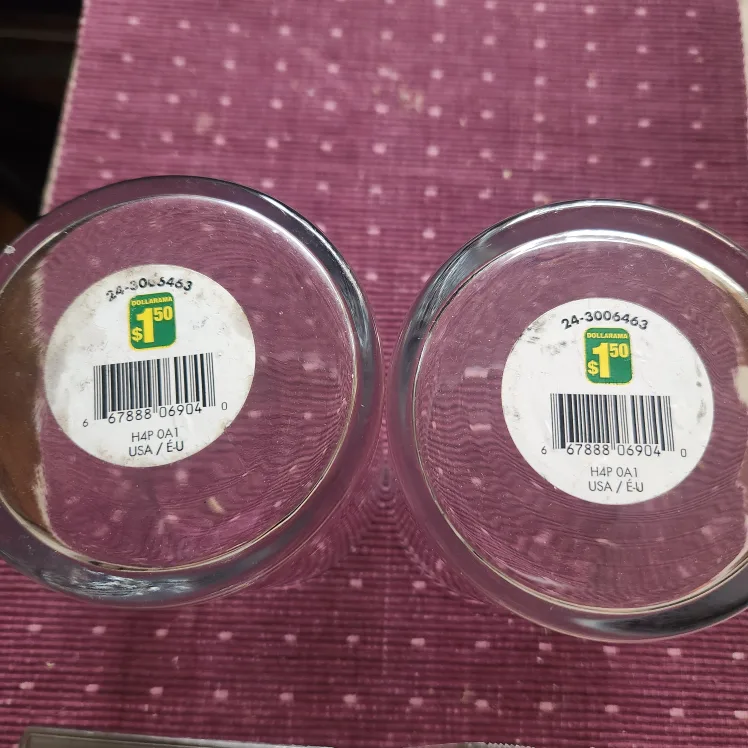 24-3006463
DOLLARAMA
$1.50
6 67888 06904 0
H4P 0A1
USA / É-U
24-3006463
DOLLARAMA
$1.50
6 67888 06904 0
H4P 0A1
USA / É-U